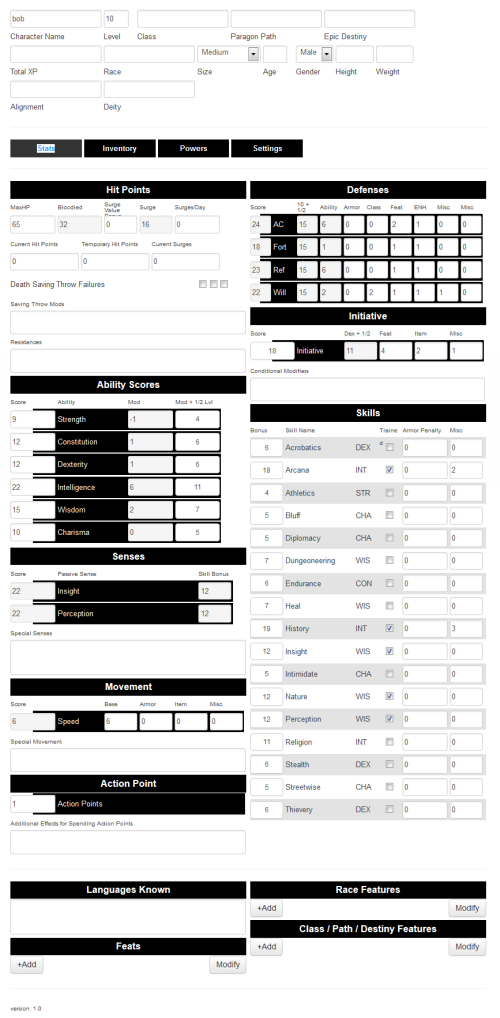 bob 10
Character Name Level Class Paragon Path Epic Destiny
Medium Male
Total XP Race Size Age Gender Height Weight
Alignment Deity
Stats Inventory Powers Settings
Hit Points
MaxHP Bloodied Surge Value Surge Surges/Day
65 32 0 16 0
Current Hit Points Temporary Hit Points Current Surges
0 0 0
Death Saving Throw Failures
Saving Throw Mods
Resistances
Ability Scores
Score Ability Mod Mod + 1/2 Lvl
9 Strength -1 4
12 Constitution 1 6
12 Dexterity 1 6
22 Intelligence 6 11
15 Wisdom 2 7
10 Charisma 0 5
Senses
Score Passive Sense Skill Bonus
22 Insight 12
22 Perception 12
Special Senses
Movement
Score Base Armor Item Misc
6 Speed 6 0 0 0
Special Movement
Action Point
1 Action Points
Additional Effects for Spending Action Points
Defenses
Score 10 + 1/2 Ability Armor Class Feat ENH Misc Misc
24 AC 15 6 0 0 2 1 0 0
18 Fort 15 1 0 0 1 1 0 0
23 Ref 15 6 0 0 1 1 0 0
22 Will 15 2 0 2 1 1 1 0
Initiative
Score Dex + 1/2 Feat Item Misc
18 Initiative 11 4 2 1
Conditional Modifiers
Skills
Bonus Skill Name Trained Armor Penalty Misc
6 Acrobatics DEX 0 0
18 Arcana INT 0 2
4 Athletics STR 0 0
5 Bluff CHA 0 0
5 Diplomacy CHA 0 0
7 Dungeoneering WIS 0 0
6 Endurance CON 0 0
7 Heal WIS 0 0
19 History INT 0 3
12 Insight WIS 0 0
5 Intimidate CHA 0 0
12 Nature WIS 0 0
12 Perception WIS 0 0
11 Religion INT 0 0
6 Stealth DEX 0 0
5 Streetwise CHA 0 0
6 Thievery DEX 0 0
Languages Known
Feats
+Add Modify
Race Features
+Add Modify
Class / Path / Destiny Features
+Add Modify
version: 1.0